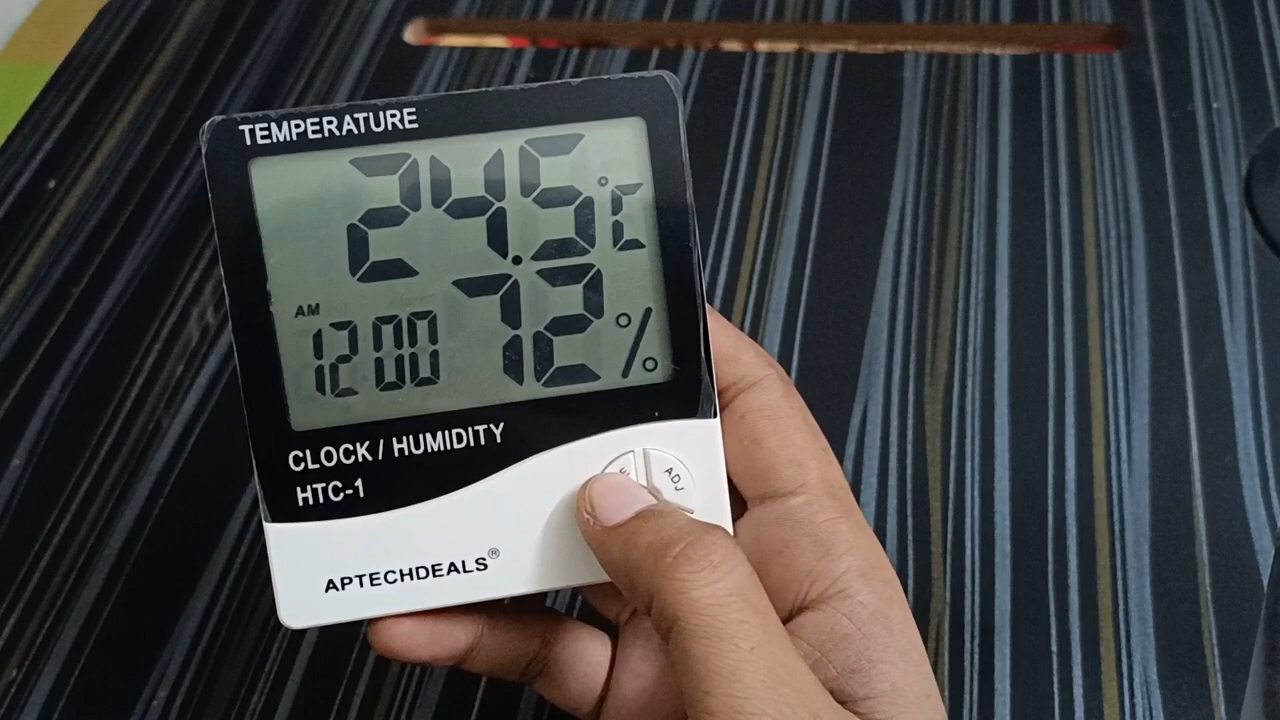 TEMPERATURE
24.5°C
AM
12 00
72%
CLOCK / HUMIDITY
HTC-1
ADJ
APTECHDEALS®